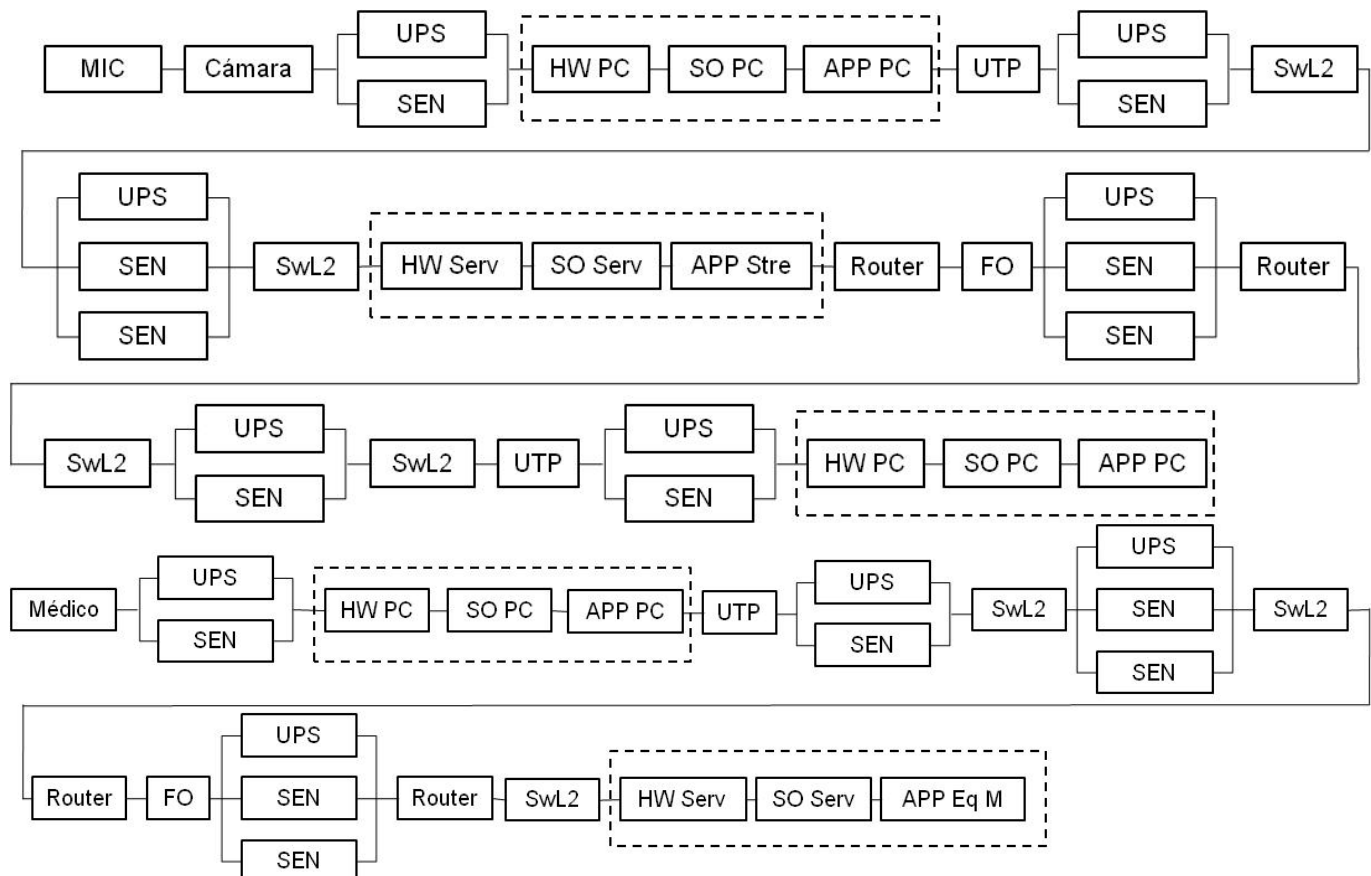 UPS UPS
MIC Cámara HW PC SO PC APP PC UTP SwL2
SEN SEN
UPS UPS
SEN SwL2 HW Serv SO Serv APP Stre Router FO SEN Router
SEN SEN
UPS UPS
SwL2 SwL2 UTP HW PC SO PC APP PC
SEN SEN
UPS
UPS UPS
Médico HW PC SO PC APP PC UTP SwL2 SEN SwL2
SEN SEN
SEN
UPS
Router FO SEN Router SwL2 HW Serv SO Serv APP Eq M
SEN